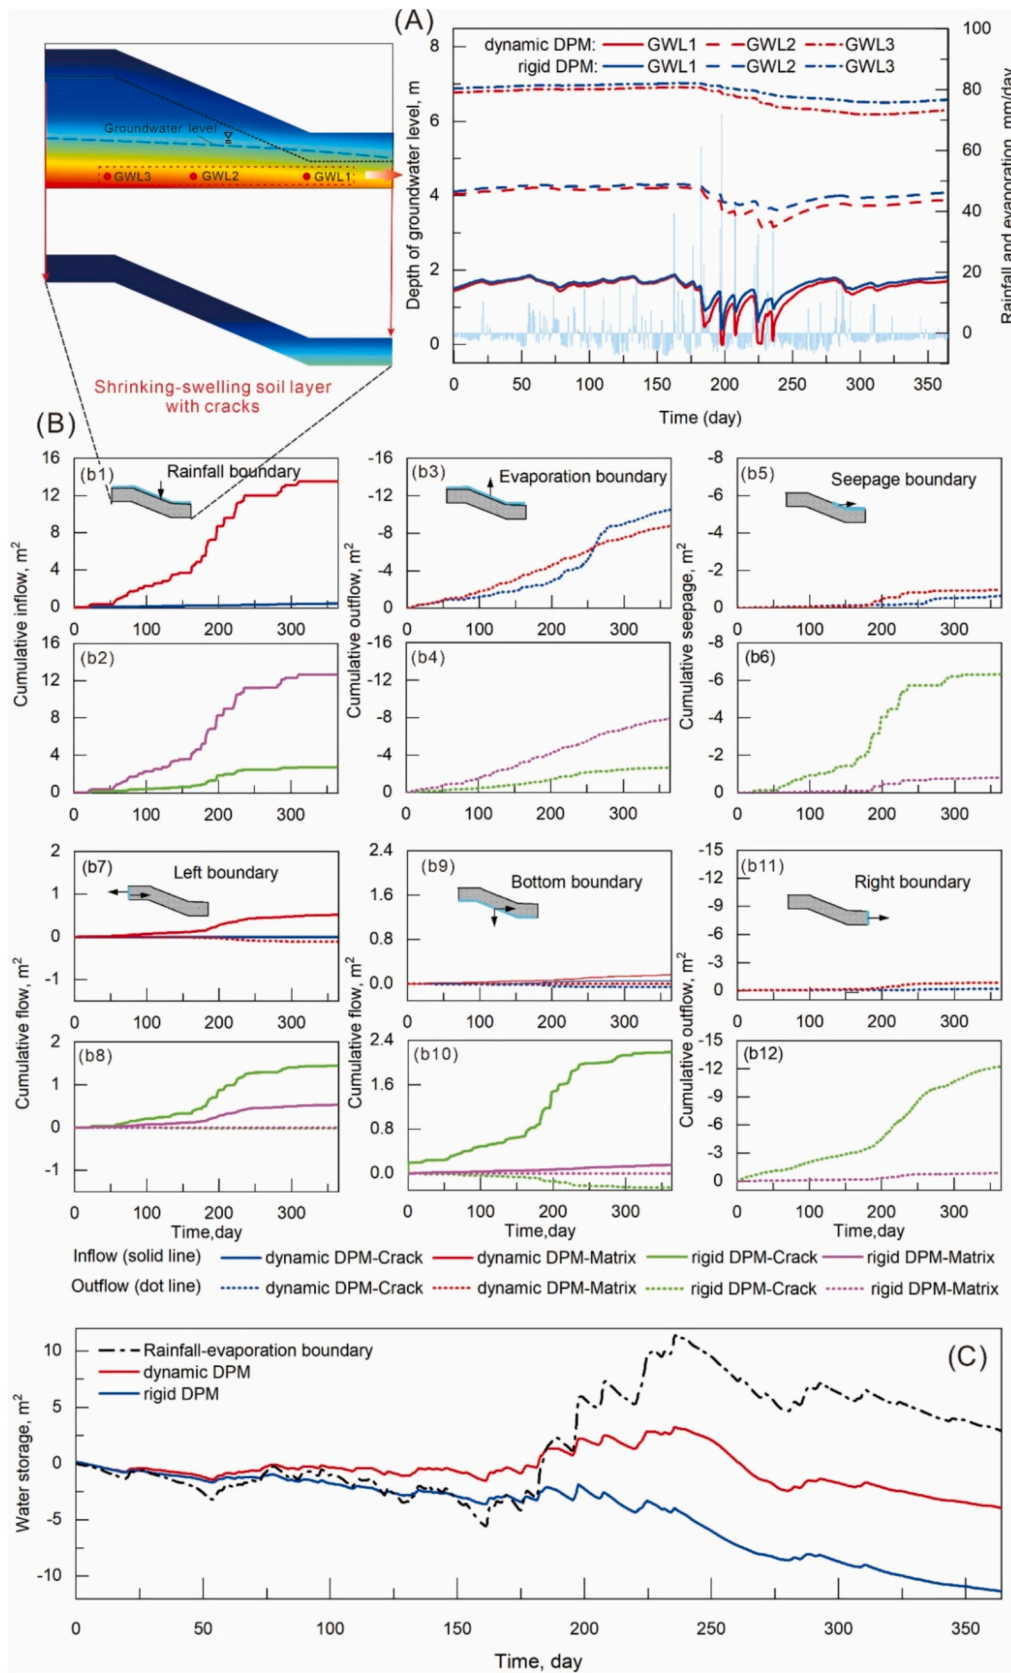 (A)
dynamic DPM: GWL1 GWL2 GWL3
rigid DPM: GWL1 GWL2 GWL3
8
6
4
2
0
Depth of groundwater level, m
100
80
60
40
20
0
Rainfall and evaporation mm/day
0 50 100 150 200 250 300 350
Time (day)
Groundwater level
GWL3 GWL2 GWL1
Shrinking-swelling soil layer
with cracks
(B)
(b1) Rainfall boundary
16
12
8
4
0
0 100 200 300
(b3) Evaporation boundary
-16
-12
-8
-4
0
0 100 200 300
(b5) Seepage boundary
-8
-6
-4
-2
0
0 100 200 300
Cumulative inflow, m²
Cumulative outflow, m²
Cumulative seepage, m²
(b2)
16
12
8
4
0
0 100 200 300
(b4)
-16
-12
-8
-4
0
0 100 200 300
(b6)
-8
-6
-4
-2
0
0 100 200 300
(b7) Left boundary
2
1
0
-1
0 100 200 300
(b9) Bottom boundary
2.4
1.6
0.8
0.0
0 100 200 300
(b11) Right boundary
-15
-12
-9
-6
-3
0
0 100 200 300
Cumulative flow, m²
Cumulative flow, m²
Cumulative outflow, m²
(b8)
2
1
0
-1
0 100 200 300
Time,day
(b10)
2.4
1.6
0.8
0.0
0 100 200 300
Time,day
(b12)
-15
-12
-9
-6
-3
0
0 100 200 300
Time,day
Inflow (solid line) dynamic DPM-Crack dynamic DPM-Matrix rigid DPM-Crack rigid DPM-Matrix
Outflow (dot line) dynamic DPM-Crack dynamic DPM-Matrix rigid DPM-Crack rigid DPM-Matrix
(C)
Rainfall-evaporation boundary
dynamic DPM
rigid DPM
10
5
0
-5
-10
Water storage, m²
0 50 100 150 200 250 300 350
Time, day